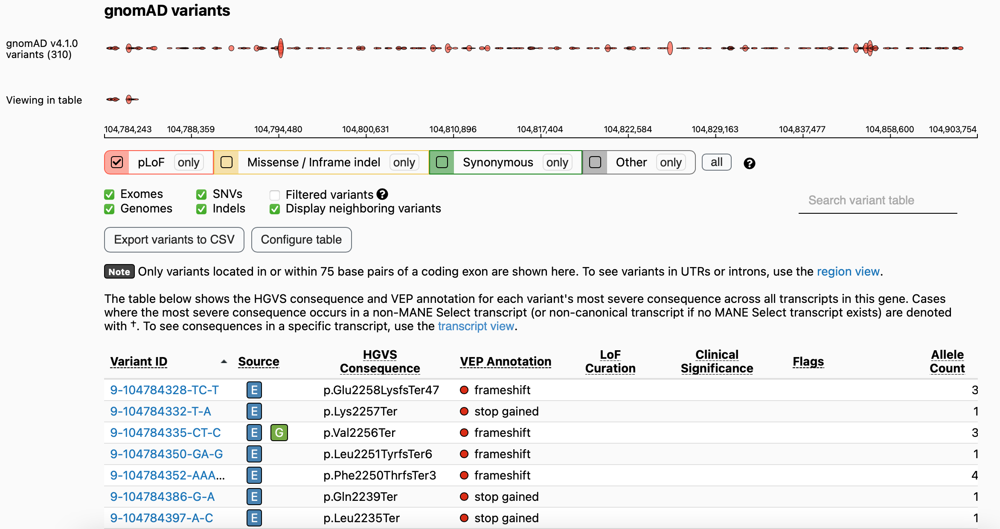 gnomAD variants
gnomAD v4.1.0
variants (310)
Viewing in table
104,784,243 104,788,359 104,794,480 104,800,631 104,810,896 104,817,404 104,822,584 104,829,163 104,837,477 104,858,600 104,903,754
pLoF only Missense / Inframe indel only Synonymous only Other only all ?
Exomes SNVs Filtered variants ?
Genomes Indels Display neighboring variants
Search variant table
Export variants to CSV Configure table
Note Only variants located in or within 75 base pairs of a coding exon are shown here. To see variants in UTRs or introns, use the region view.
The table below shows the HGVS consequence and VEP annotation for each variant's most severe consequence across all transcripts in this gene. Cases
where the most severe consequence occurs in a non-MANE Select transcript (or non-canonical transcript if no MANE Select transcript exists) are denoted
with †. To see consequences in a specific transcript, use the transcript view.
Variant ID Source HGVS Consequence VEP Annotation LoF Curation Clinical Significance Flags Allele Count
9-104784328-TC-T E p.Glu2258LysfsTer47 frameshift 3
9-104784332-T-A E p.Lys2257Ter stop gained 1
9-104784335-CT-C E G p.Val2256Ter frameshift 3
9-104784350-GA-G E p.Leu2251TyrfsTer6 frameshift 1
9-104784352-AAA... E p.Phe2250ThrfsTer3 frameshift 4
9-104784386-G-A E p.Gln2239Ter stop gained 1
9-104784397-A-C E p.Leu2235Ter stop gained 1